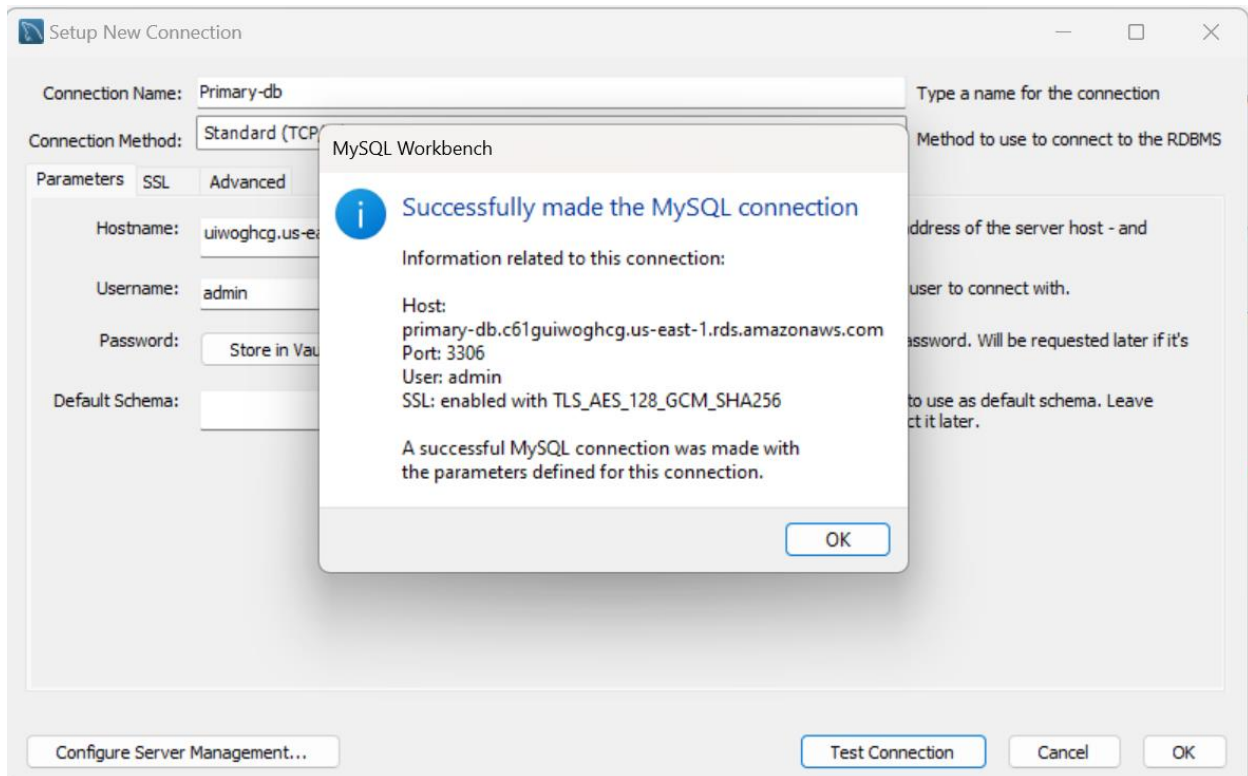 Setup New Connection
Connection Name: Primary-db Type a name for the connection
Connection Method: Standard (TCP Method to use to connect to the RDBMS
Parameters SSL Advanced
Hostname: uiwoghcg.us-ea ddress of the server host - and
Username: admin user to connect with.
Password: Store in Vau assword. Will be requested later if it's
Default Schema: to use as default schema. Leave
ct it later.
MySQL Workbench
Successfully made the MySQL connection
Information related to this connection:
Host:
primary-db.c61guiwoghcg.us-east-1.rds.amazonaws.com
Port: 3306
User: admin
SSL: enabled with TLS_AES_128_GCM_SHA256
A successful MySQL connection was made with
the parameters defined for this connection.
OK
Configure Server Management... Test Connection Cancel OK